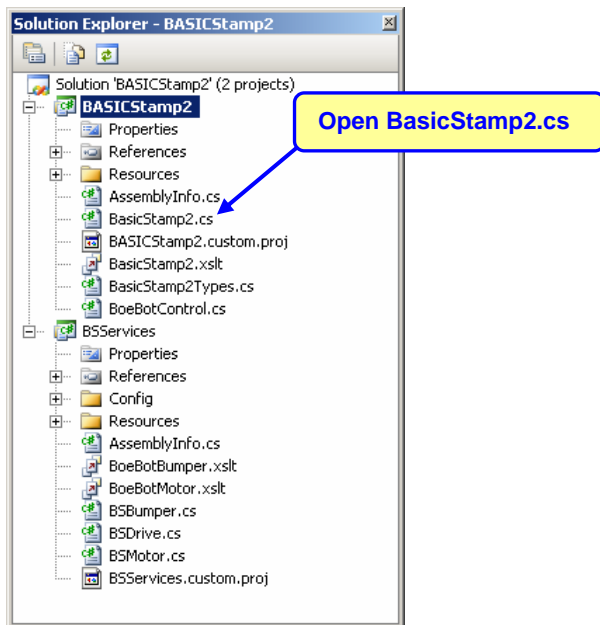 Solution Explorer - BASICStamp2
Solution 'BASICStamp2' (2 projects)
BASICStamp2
Open BasicStamp2.cs
Properties
References
Resources
AssemblyInfo.cs
BasicStamp2.cs
BASICStamp2.custom.proj
BasicStamp2.xslt
BasicStamp2Types.cs
BoeBotControl.cs
BSServices
Properties
References
Config
Resources
AssemblyInfo.cs
BoeBotBumper.xslt
BoeBotMotor.xslt
BSBumper.cs
BSDrive.cs
BSMotor.cs
BSServices.custom.proj